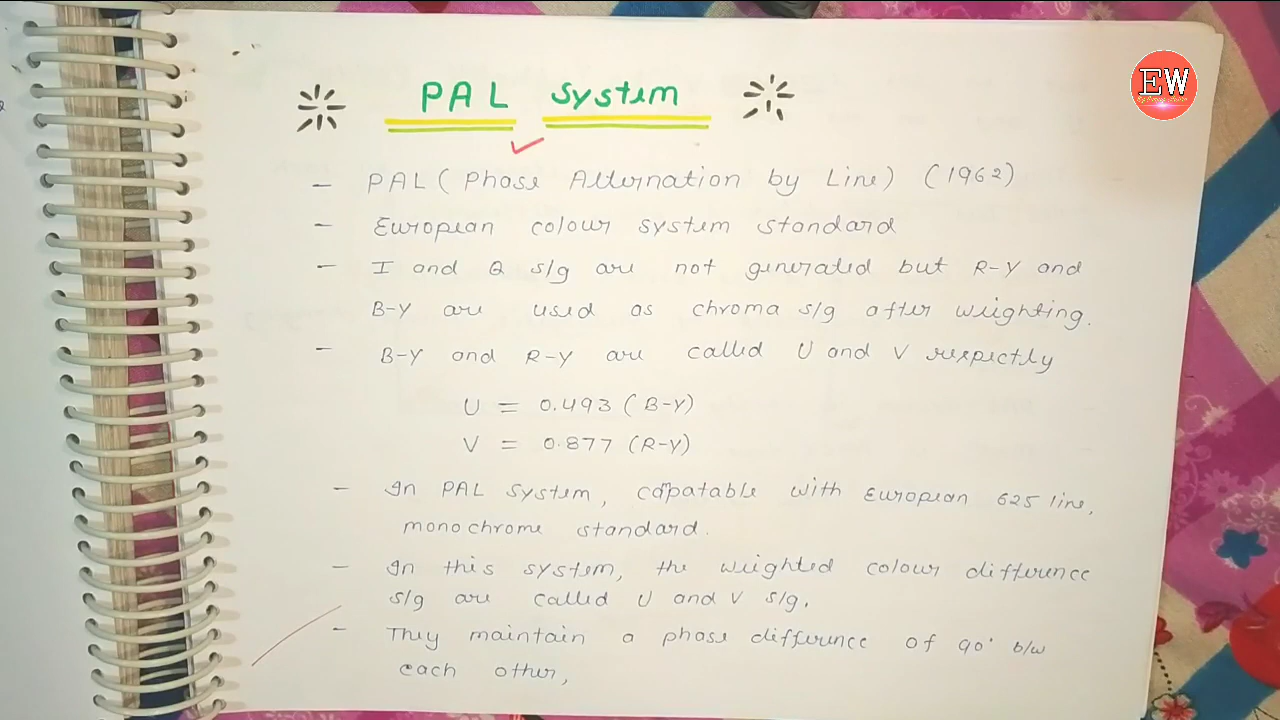 EW
PAL System
- PAL (Phase Alternation by Line) (1962)
- European colour system standard
- I and Q s/g are not generated but R-Y and
B-Y are used as chroma s/g after weighting.
- B-Y and R-Y are called U and V respectly
U = 0.493 (B-Y)
V = 0.877 (R-Y)
- In PAL system, copatable with European 625 line,
monochrome standard.
- In this system, the weighted colour difference
s/g are called U and V s/g.
- They maintain a phase difference of 90° b/w
each other,